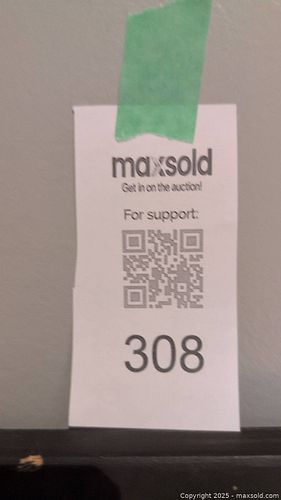 maxsold
Get in on the auction!
For support:
308
Copyright 2025 - maxsold.com